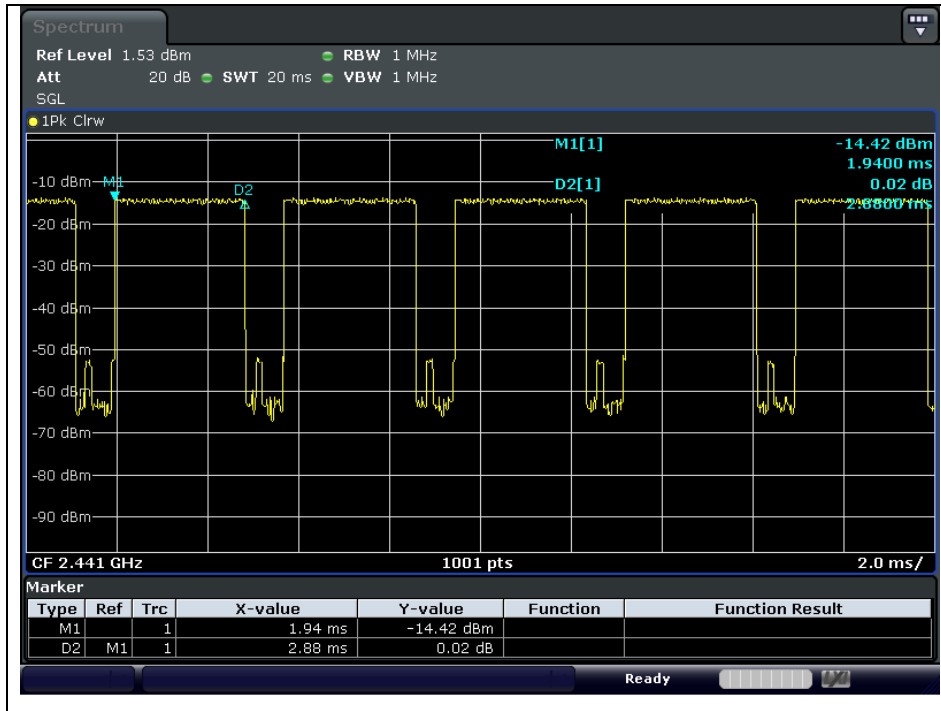 Spectrum
Ref Level 1.53 dBm RBW 1 MHz
Att 20 dB SWT 20 ms VBW 1 MHz
SGL
1Pk Clrw
M1[1] -14.42 dBm
1.9400 ms
-10 dBm M1 D2 D2[1] 0.02 dB
2.8800 ms
-20 dBm
-30 dBm
-40 dBm
-50 dBm
-60 dBm
-70 dBm
-80 dBm
-90 dBm
CF 2.441 GHz 1001 pts 2.0 ms/
Marker
Type Ref Trc X-value Y-value Function Function Result
M1 1 1.94 ms -14.42 dBm
D2 M1 1 2.88 ms 0.02 dB
Ready